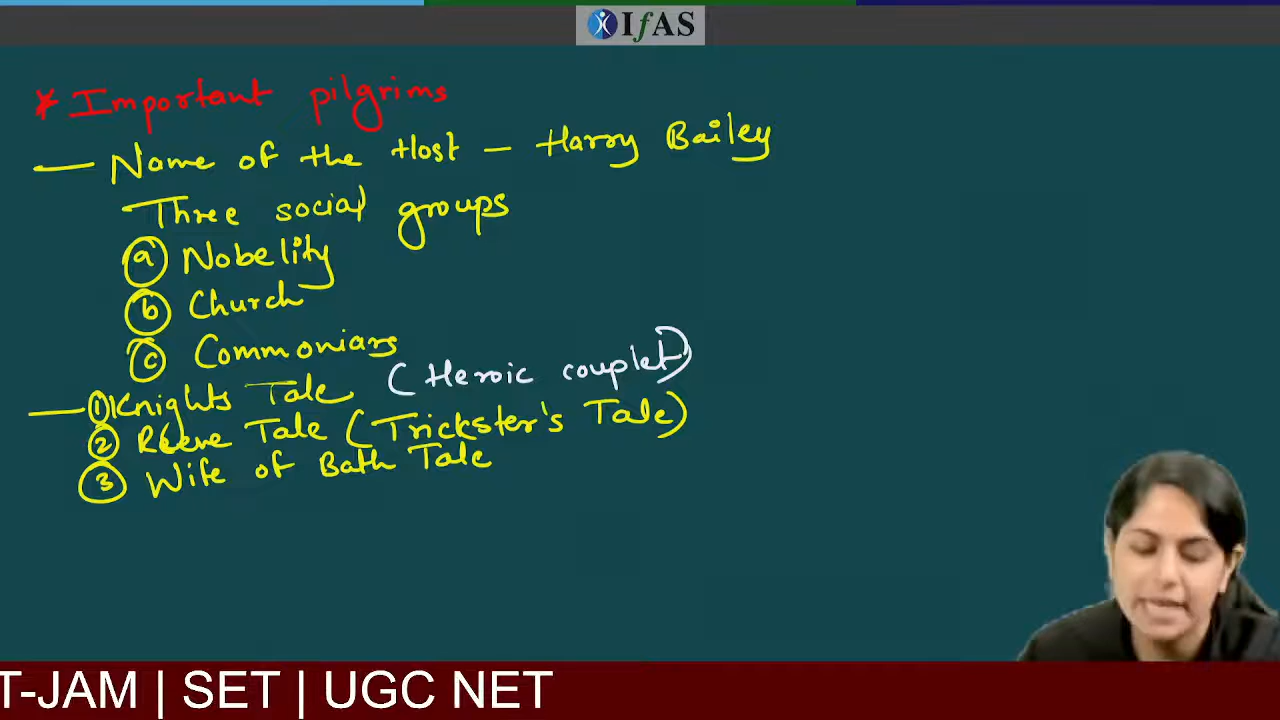 IfAS
* Important pilgrims
— Name of the Host – Harry Bailey
Three social groups
(a) Nobelity
(b) Church
(c) Commonians
— (1) Knights Tale (Heroic couplet)
(2) Reeve Tale (Trickster's Tale)
(3) Wife of Bath Tale
T-JAM | SET | UGC NET